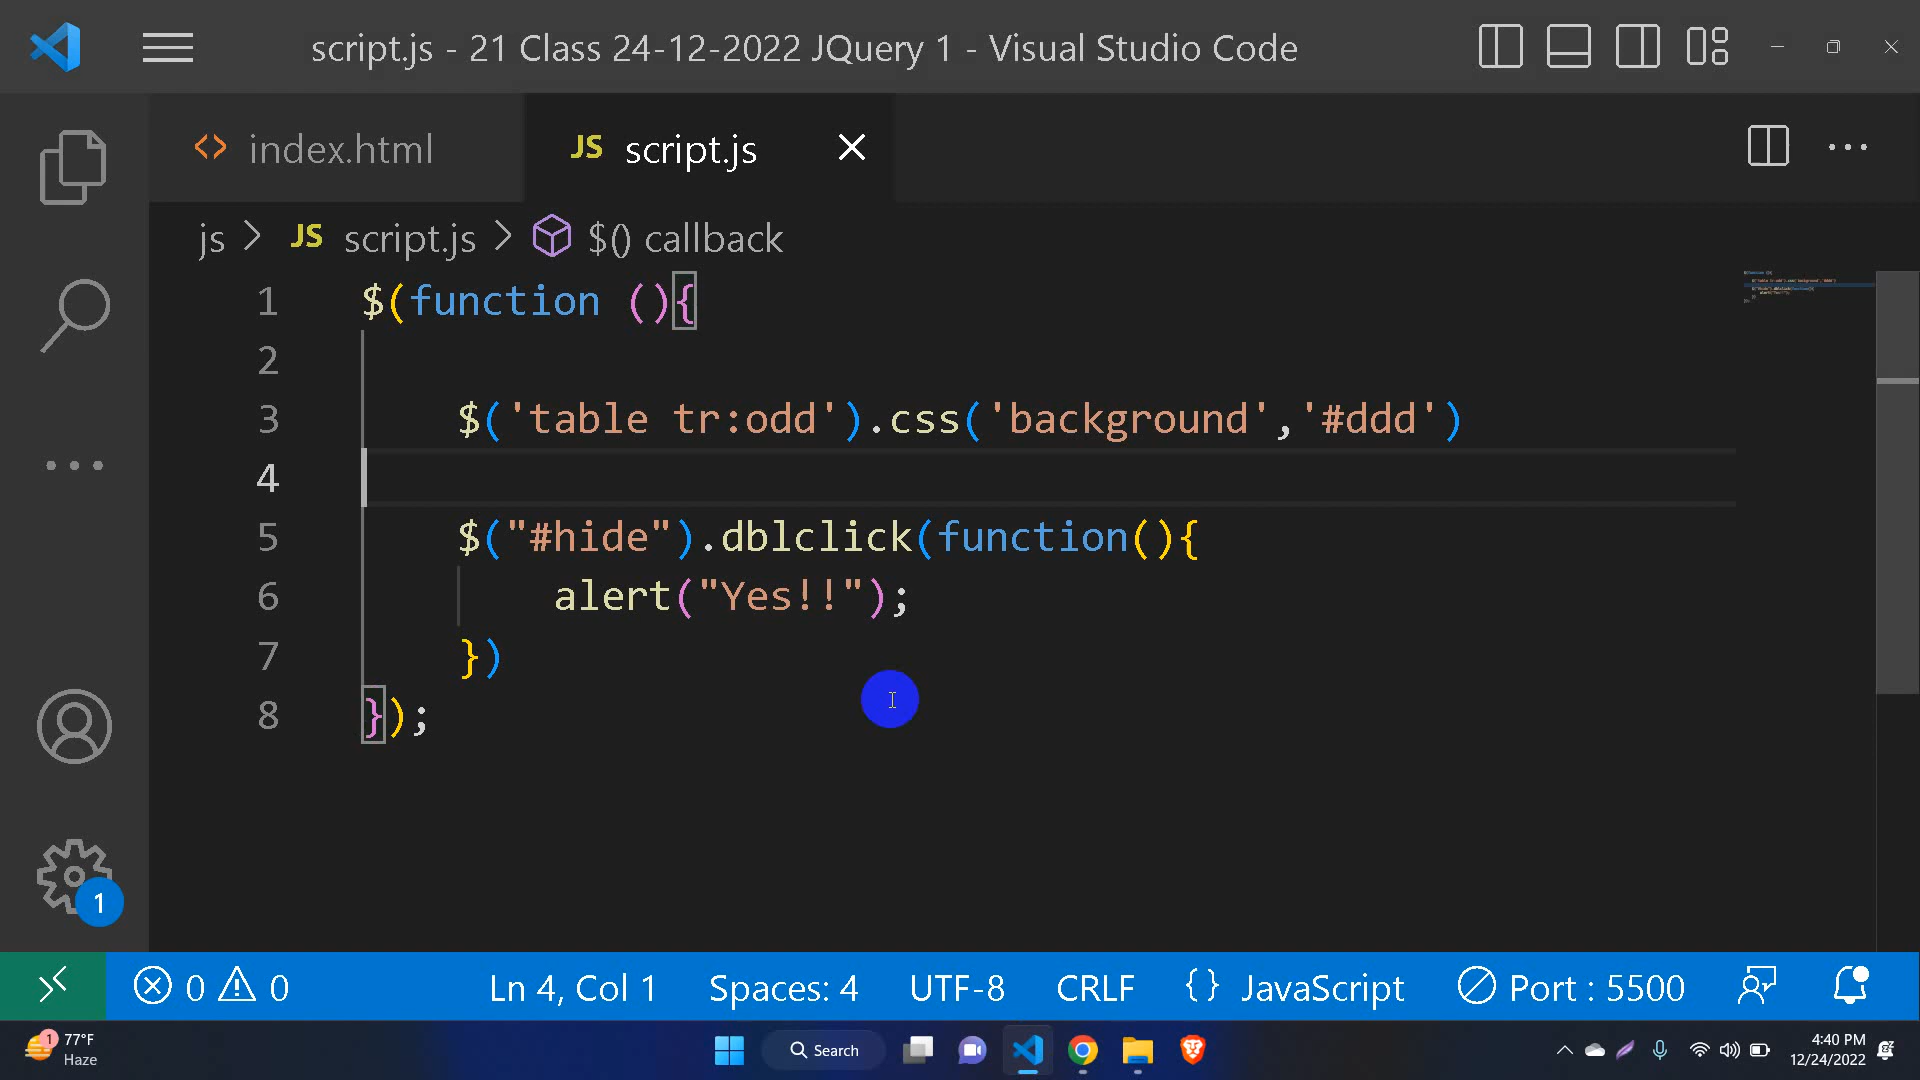 script.js - 21 Class 24-12-2022 JQuery 1 - Visual Studio Code
index.html
JS script.js
js > JS script.js > $() callback
1 $(function (){
2
3 $('table tr:odd').css('background','#ddd')
4
5 $("#hide").dblclick(function(){
6 alert("Yes!!");
7 })
8 });
1
0 0 Ln 4, Col 1 Spaces: 4 UTF-8 CRLF {} JavaScript Port : 5500
1 77°F
Haze
Search
4:40 PM
12/24/2022